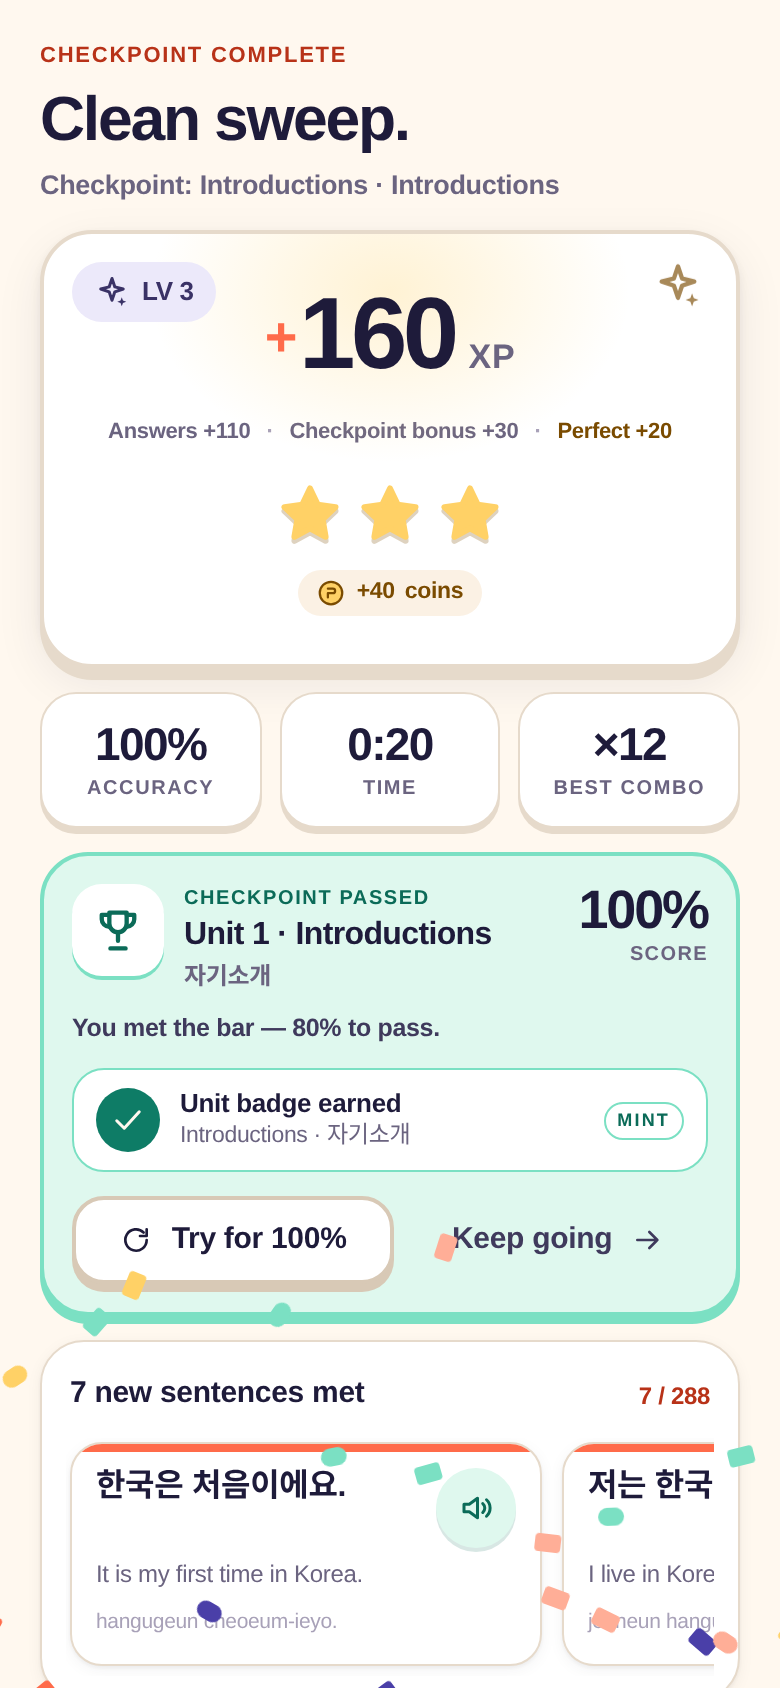 CHECKPOINT COMPLETE
Clean sweep.
Checkpoint: Introductions · Introductions
LV 3
+160 XP
Answers +110 · Checkpoint bonus +30 · Perfect +20
+40 coins
100%
ACCURACY
0:20
TIME
×12
BEST COMBO
CHECKPOINT PASSED
Unit 1 · Introductions
자기소개
100%
SCORE
You met the bar — 80% to pass.
Unit badge earned
Introductions · 자기소개
MINT
Try for 100%
Keep going →
7 new sentences met
7 / 288
한국은 처음이에요.
It is my first time in Korea.
hangugeun cheoeum-ieyo.
저는 한국
I live in Kore